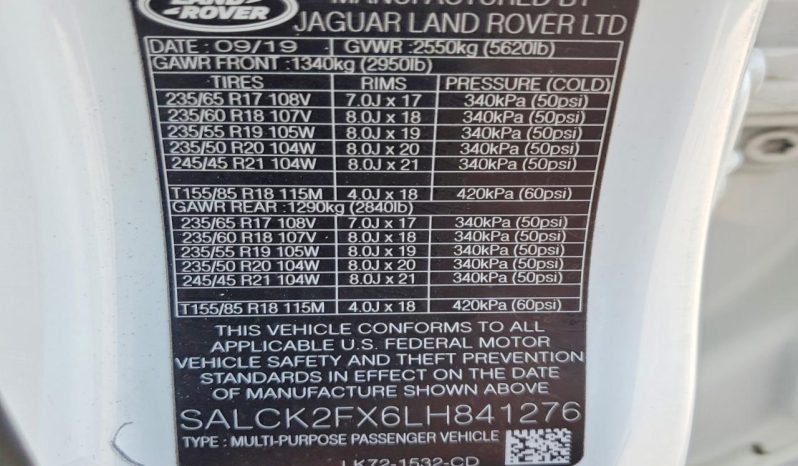 LAND
ROVER
MANUFACTURED BY
JAGUAR LAND ROVER LTD
DATE: 09/19 GVWR: 2550kg (5620lb)
GAWR FRONT: 1340kg (2950lb)
TIRES RIMS PRESSURE (COLD)
235/65 R17 108V 7.0J x 17 340kPa (50psi)
235/60 R18 107V 8.0J x 18 340kPa (50psi)
235/55 R19 105W 8.0J x 19 340kPa (50psi)
235/50 R20 104W 8.0J x 20 340kPa (50psi)
245/45 R21 104W 8.0J x 21 340kPa (50psi)
T155/85 R18 115M 4.0J x 18 420kPa (60psi)
GAWR REAR: 1290kg (2840lb)
235/65 R17 108V 7.0J x 17 340kPa (50psi)
235/60 R18 107V 8.0J x 18 340kPa (50psi)
235/55 R19 105W 8.0J x 19 340kPa (50psi)
235/50 R20 104W 8.0J x 20 340kPa (50psi)
245/45 R21 104W 8.0J x 21 340kPa (50psi)
T155/85 R18 115M 4.0J x 18 420kPa (60psi)
THIS VEHICLE CONFORMS TO ALL
APPLICABLE U.S. FEDERAL MOTOR
VEHICLE SAFETY AND THEFT PREVENTION
STANDARDS IN EFFECT ON THE DATE
OF MANUFACTURE SHOWN ABOVE
SALCK2FX6LH841276
TYPE: MULTI-PURPOSE PASSENGER VEHICLE
LK72-1532-CD